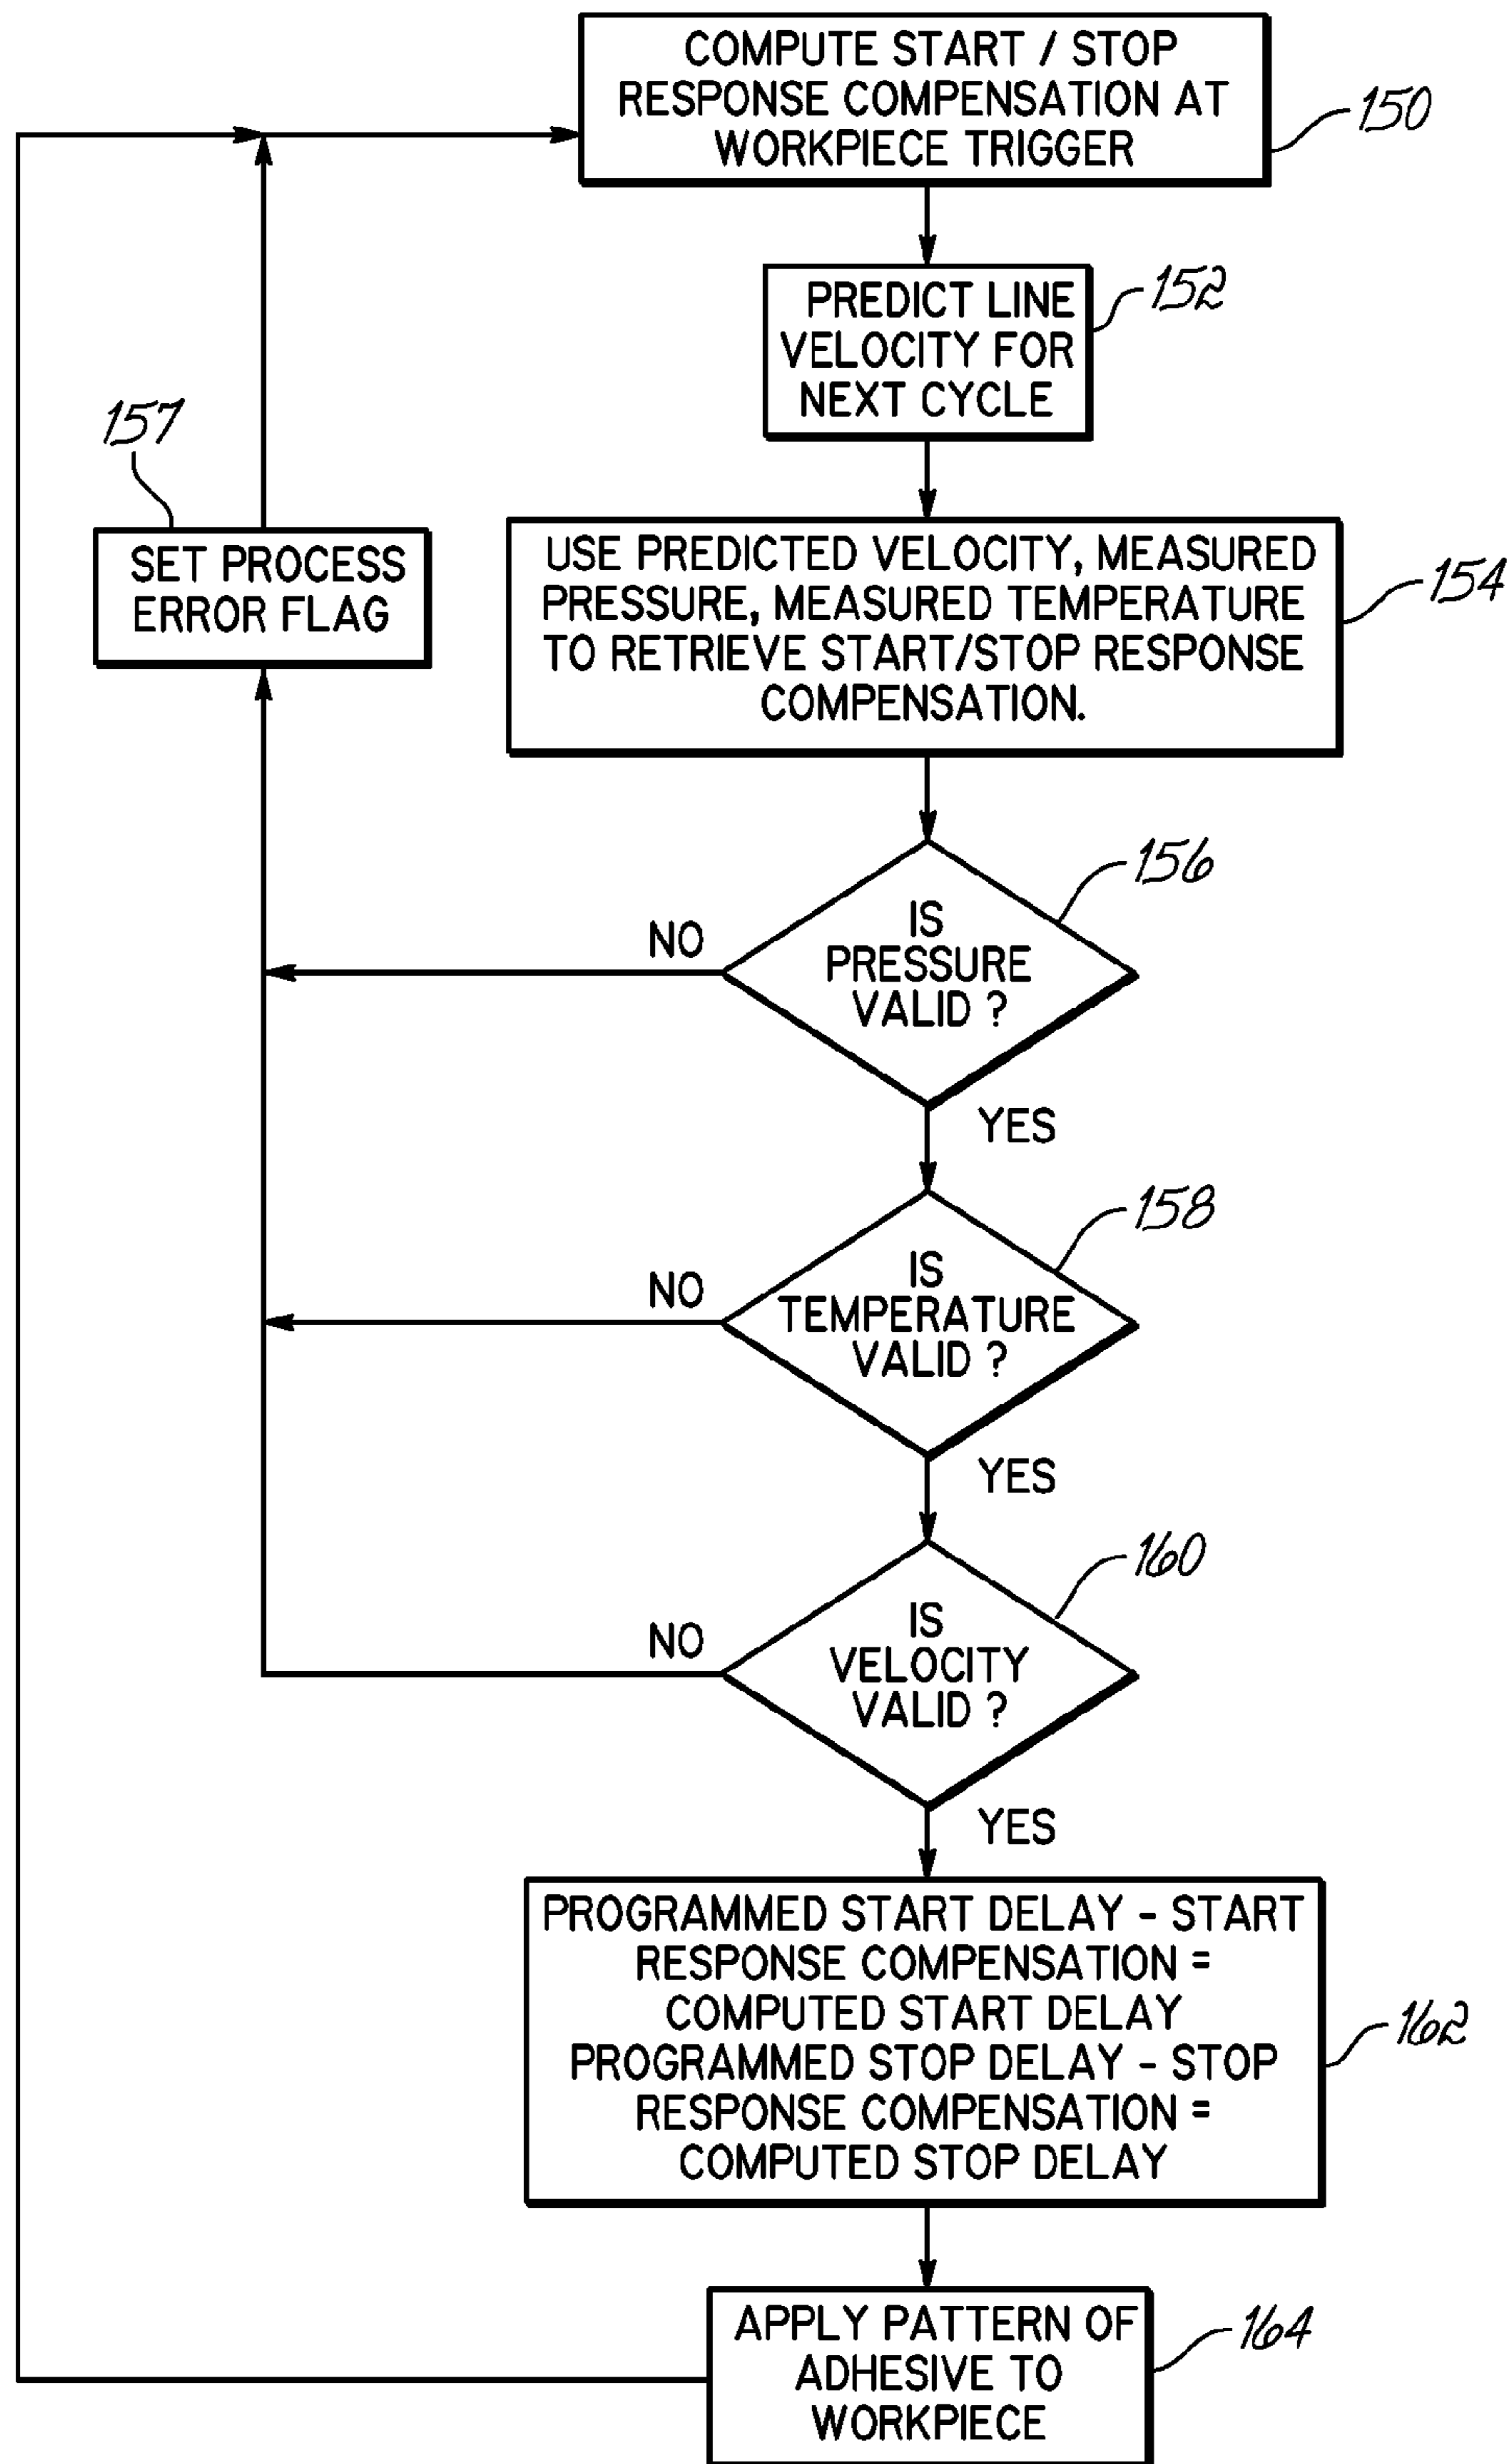 COMPUTE START / STOP
RESPONSE COMPENSATION AT
WORKPIECE TRIGGER
150
PREDICT LINE
VELOCITY FOR
NEXT CYCLE
152
157
SET PROCESS
ERROR FLAG
USE PREDICTED VELOCITY, MEASURED
PRESSURE, MEASURED TEMPERATURE
TO RETRIEVE START/STOP RESPONSE
COMPENSATION.
154
156
IS
PRESSURE
VALID ?
NO
YES
158
IS
TEMPERATURE
VALID ?
NO
YES
160
IS
VELOCITY
VALID ?
NO
YES
PROGRAMMED START DELAY - START
RESPONSE COMPENSATION =
COMPUTED START DELAY
PROGRAMMED STOP DELAY - STOP
RESPONSE COMPENSATION =
COMPUTED STOP DELAY
162
APPLY PATTERN OF
ADHESIVE TO
WORKPIECE
164